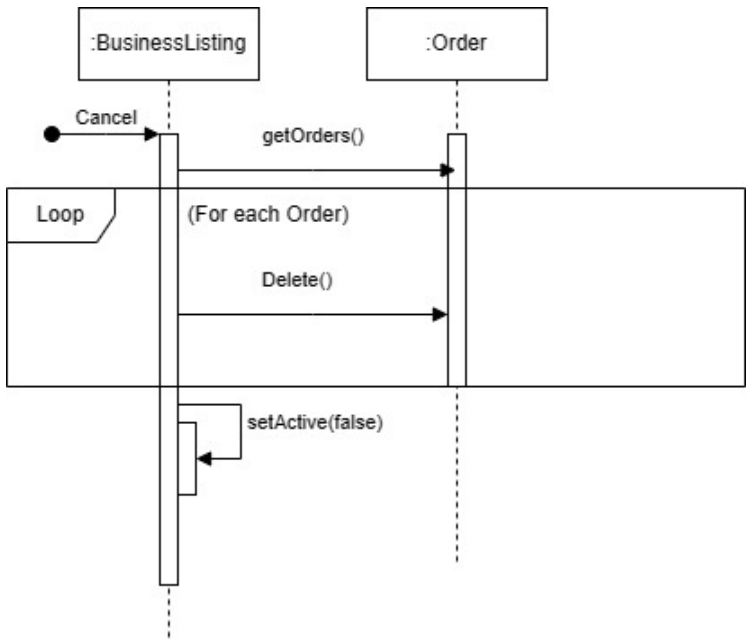 :BusinessListing
:Order
Cancel
getOrders()
Loop
(For each Order)
Delete()
setActive(false)